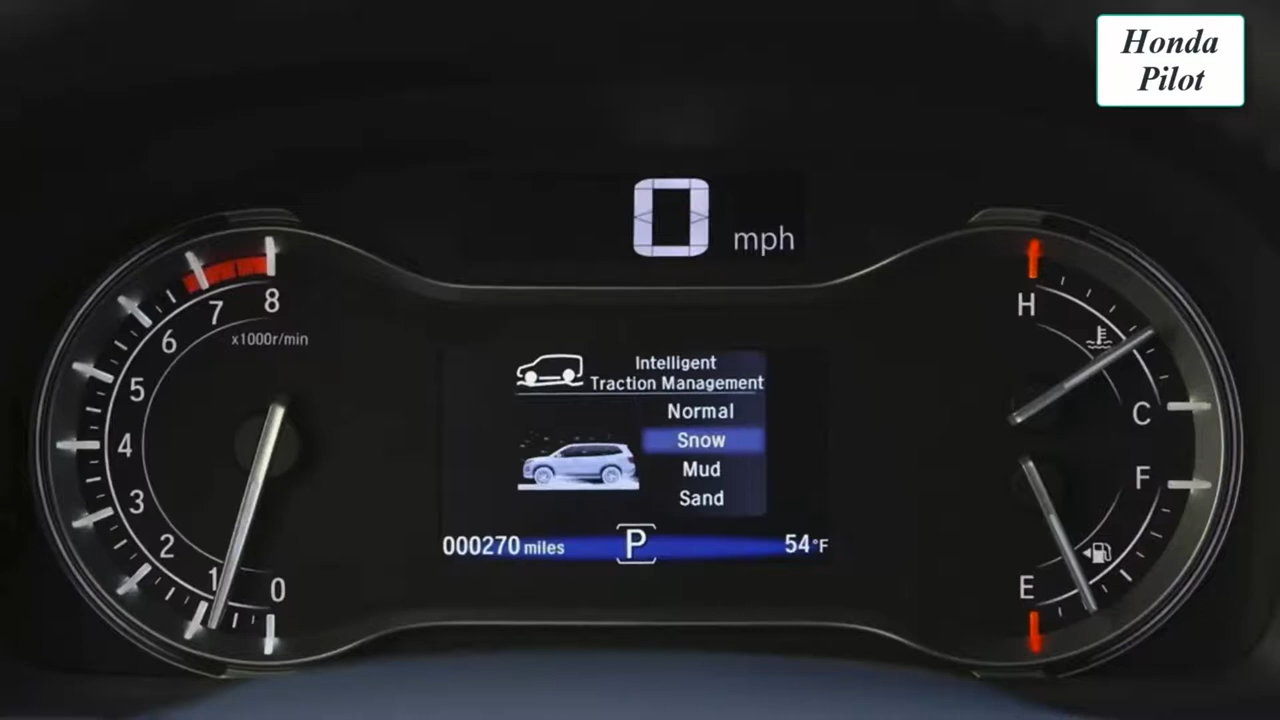 Honda
Pilot
0 mph
8
7
6
5
4
3
2
1
0
x1000r/min
Intelligent
Traction Management
Normal
Snow
Mud
Sand
000270 miles
P
54°F
H
C
F
E